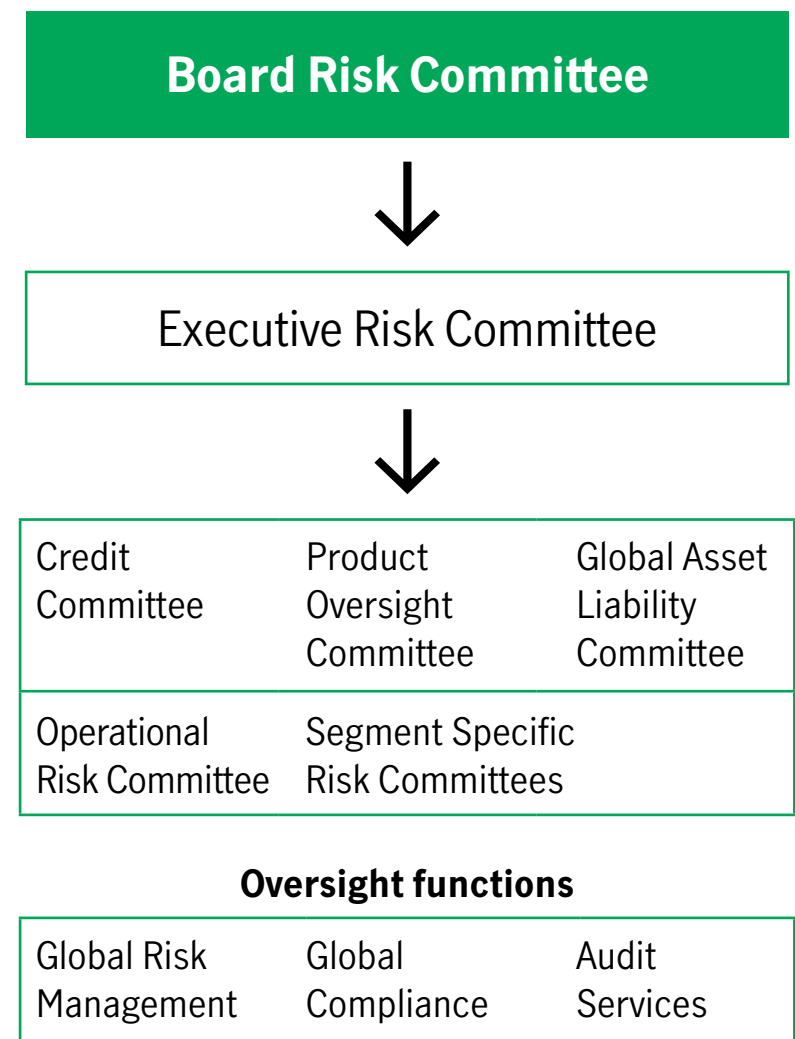 Board Risk Committee
Executive Risk Committee
Credit
Committee
Product
Oversight
Committee
Global Asset
Liability
Committee
Operational
Risk Committee
Segment Specific
Risk Committees
Oversight functions
Global Risk
Management
Global
Compliance
Audit
Services